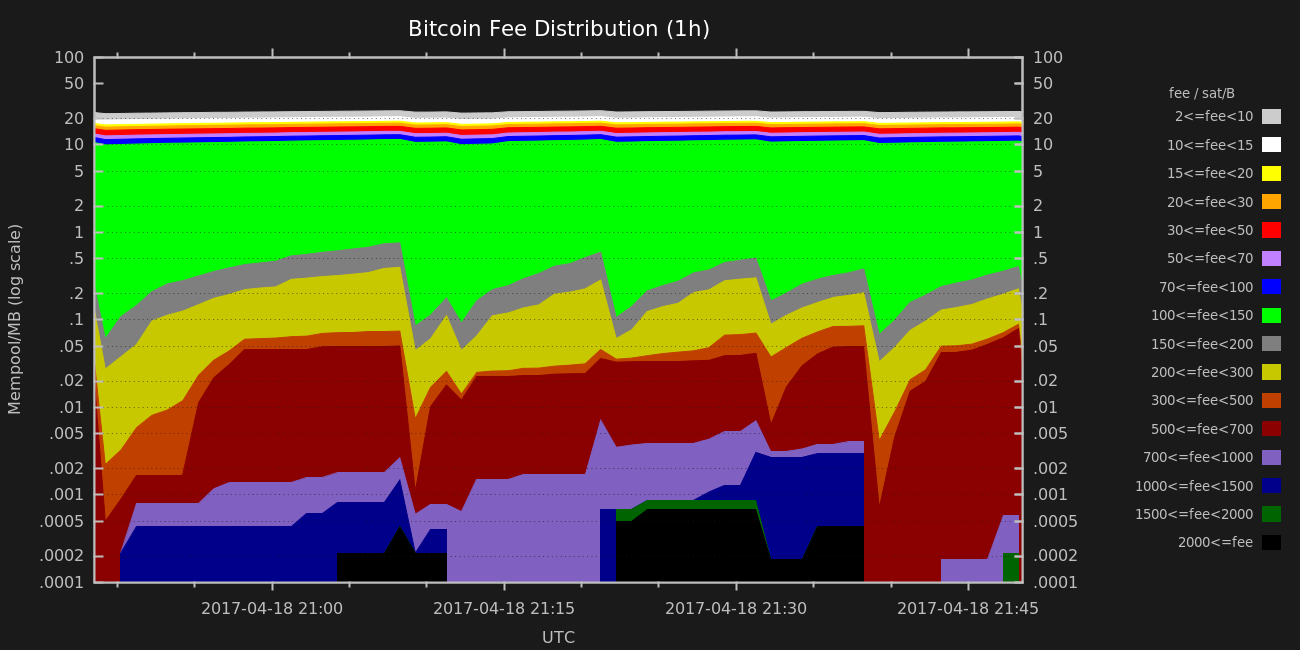 Bitcoin Fee Distribution (1h)
100
50
20
10
5
2
1
.5
.2
.1
.05
.02
.01
.005
.002
.001
.0005
.0002
.0001
Mempool/MB (log scale)
100
50
20
10
5
2
1
.5
.2
.1
.05
.02
.01
.005
.002
.001
.0005
.0002
.0001
2017-04-18 21:00
2017-04-18 21:15
2017-04-18 21:30
2017-04-18 21:45
UTC
fee / sat/B
2<=fee<10
10<=fee<15
15<=fee<20
20<=fee<30
30<=fee<50
50<=fee<70
70<=fee<100
100<=fee<150
150<=fee<200
200<=fee<300
300<=fee<500
500<=fee<700
700<=fee<1000
1000<=fee<1500
1500<=fee<2000
2000<=fee